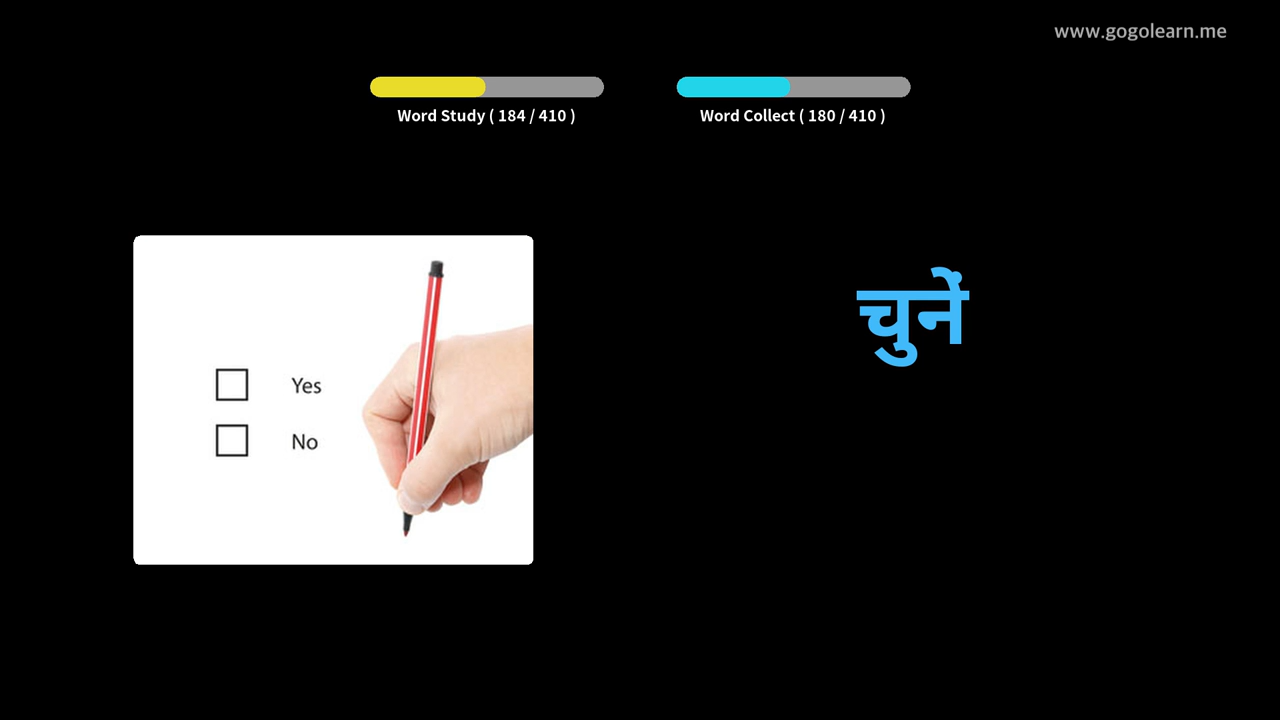 www.gogolearn.me
Word Study ( 184 / 410 )
Word Collect ( 180 / 410 )
Yes
No
चुनें